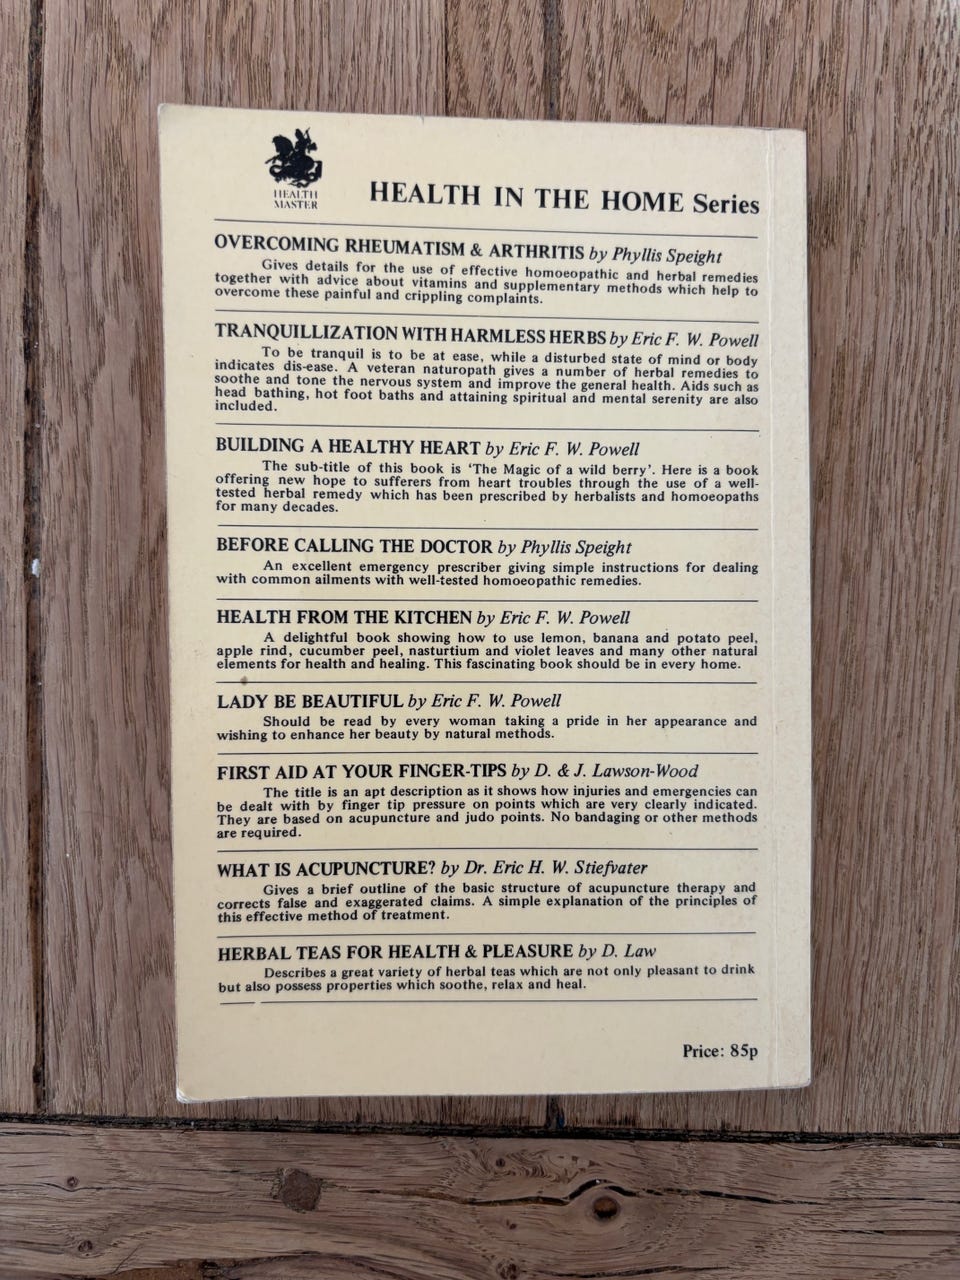 HEALTH
MASTER
HEALTH IN THE HOME Series
OVERCOMING RHEUMATISM & ARTHRITIS by Phyllis Speight
Gives details for the use of effective homoeopathic and herbal remedies
together with advice about vitamins and supplementary methods which help to
overcome these painful and crippling complaints.
TRANQUILLIZATION WITH HARMLESS HERBS by Eric F. W. Powell
To be tranquil is to be at ease, while a disturbed state of mind or body
indicates dis-ease. A veteran naturopath gives a number of herbal remedies to
soothe and tone the nervous system and improve the general health. Aids such as
head bathing, hot foot baths and attaining spiritual and mental serenity are also
included.
BUILDING A HEALTHY HEART by Eric F. W. Powell
The sub-title of this book is ‘The Magic of a wild berry’. Here is a book
offering new hope to sufferers from heart troubles through the use of a well-
tested herbal remedy which has been prescribed by herbalists and homoeopaths
for many decades.
BEFORE CALLING THE DOCTOR by Phyllis Speight
An excellent emergency prescriber giving simple instructions for dealing
with common ailments with well-tested homoeopathic remedies.
HEALTH FROM THE KITCHEN by Eric F. W. Powell
A delightful book showing how to use lemon, banana and potato peel,
apple rind, cucumber peel, nasturtium and violet leaves and many other natural
elements for health and healing. This fascinating book should be in every home.
LADY BE BEAUTIFUL by Eric F. W. Powell
Should be read by every woman taking a pride in her appearance and
wishing to enhance her beauty by natural methods.
FIRST AID AT YOUR FINGER-TIPS by D. & J. Lawson-Wood
The title is an apt description as it shows how injuries and emergencies can
be dealt with by finger tip pressure on points which are very clearly indicated.
They are based on acupuncture and judo points. No bandaging or other methods
are required.
WHAT IS ACUPUNCTURE? by Dr. Eric H. W. Stiefvater
Gives a brief outline of the basic structure of acupuncture therapy and
corrects false and exaggerated claims. A simple explanation of the principles of
this effective method of treatment.
HERBAL TEAS FOR HEALTH & PLEASURE by D. Law
Describes a great variety of herbal teas which are not only pleasant to drink
but also possess properties which soothe, relax and heal.
Price: 85p